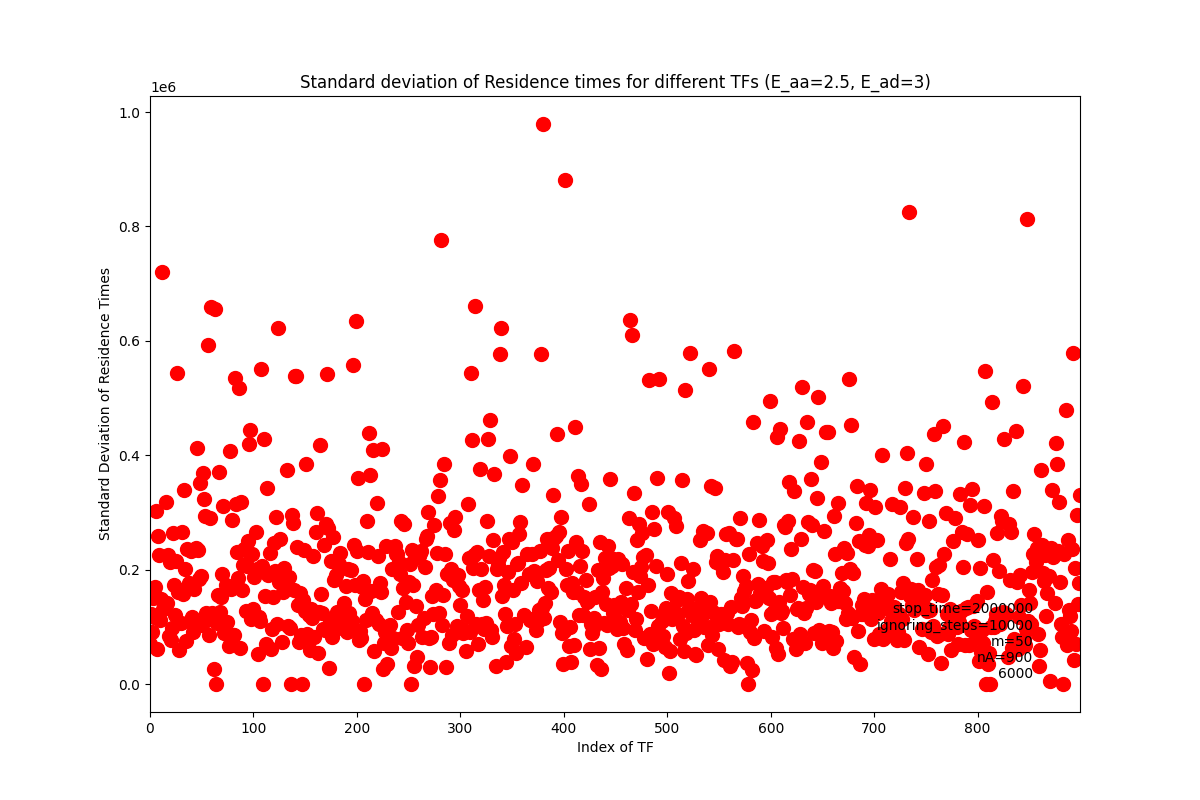 Standard deviation of Residence times for different TFs (E_aa=2.5, E_ad=3)
1e6
1.0
0.8
0.6
0.4
0.2
0.0
Standard Deviation of Residence Times
stop_time=2000000
ignoring_steps=10000
m=50
nA=900
6000
0 100 200 300 400 500 600 700 800
Index of TF